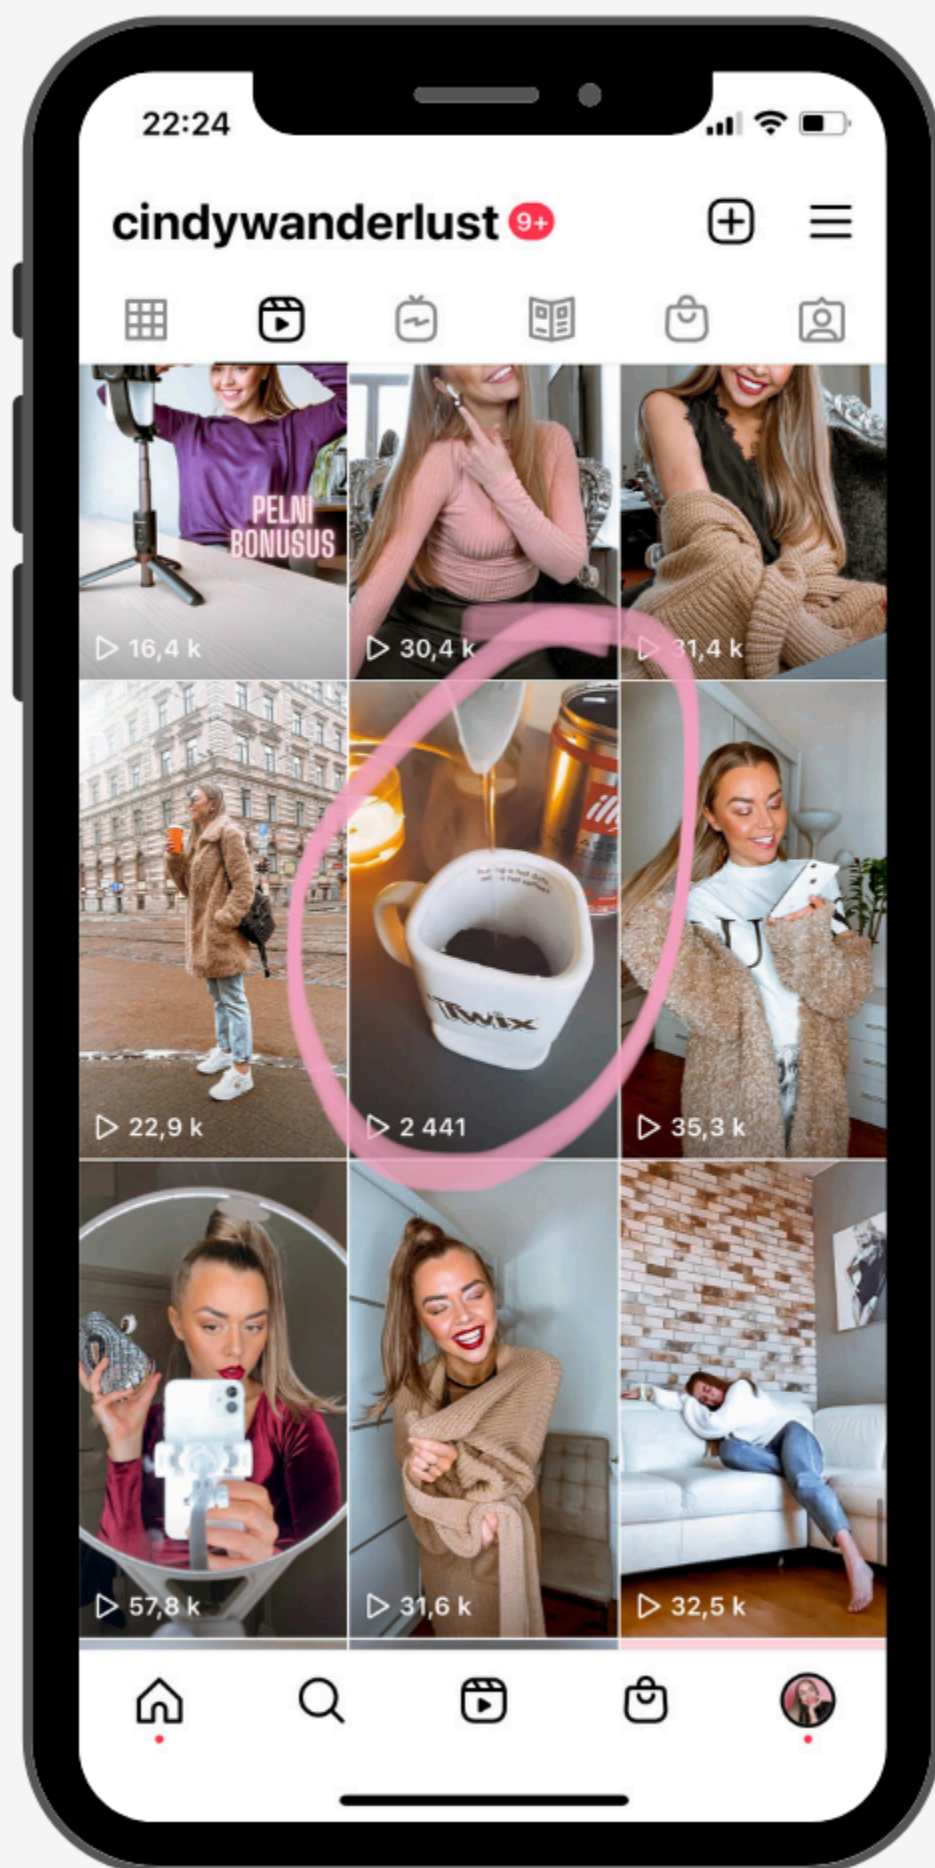 22:24
cindywanderlust 9+
PELNI
BONUSUS
16,4 k
30,4 k
31,4 k
illy
Twix
U
22,9 k
2 441
35,3 k
57,8 k
31,6 k
32,5 k